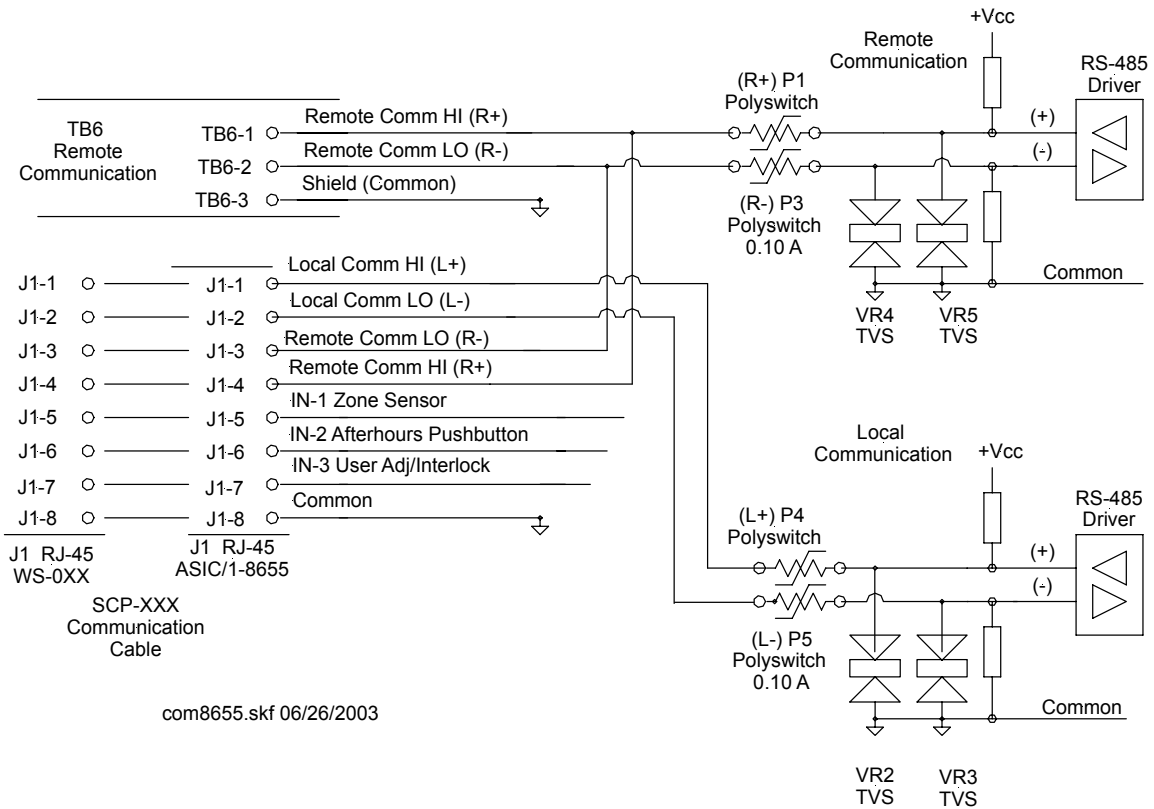 +Vcc
Remote
Communication
RS-485
Driver
(R+) P1
Polyswitch
TB6
Remote
Communication
TB6-1
Remote Comm HI (R+)
(+)
TB6-2
Remote Comm LO (R-)
(-)
TB6-3
Shield (Common)
(R-) P3
Polyswitch
0.10 A
Common
VR4
TVS
VR5
TVS
J1-1
J1-1
Local Comm HI (L+)
J1-2
J1-2
Local Comm LO (L-)
J1-3
J1-3
Remote Comm LO (R-)
J1-4
J1-4
Remote Comm HI (R+)
J1-5
J1-5
IN-1 Zone Sensor
J1-6
J1-6
IN-2 Afterhours Pushbutton
J1-7
J1-7
IN-3 User Adj/Interlock
J1-8
J1-8
Common
J1 RJ-45
WS-0XX
J1 RJ-45
ASIC/1-8655
SCP-XXX
Communication
Cable
Local
Communication
+Vcc
RS-485
Driver
(L+) P4
Polyswitch
(+)
(-)
(L-) P5
Polyswitch
0.10 A
Common
VR2
TVS
VR3
TVS
com8655.skf 06/26/2003